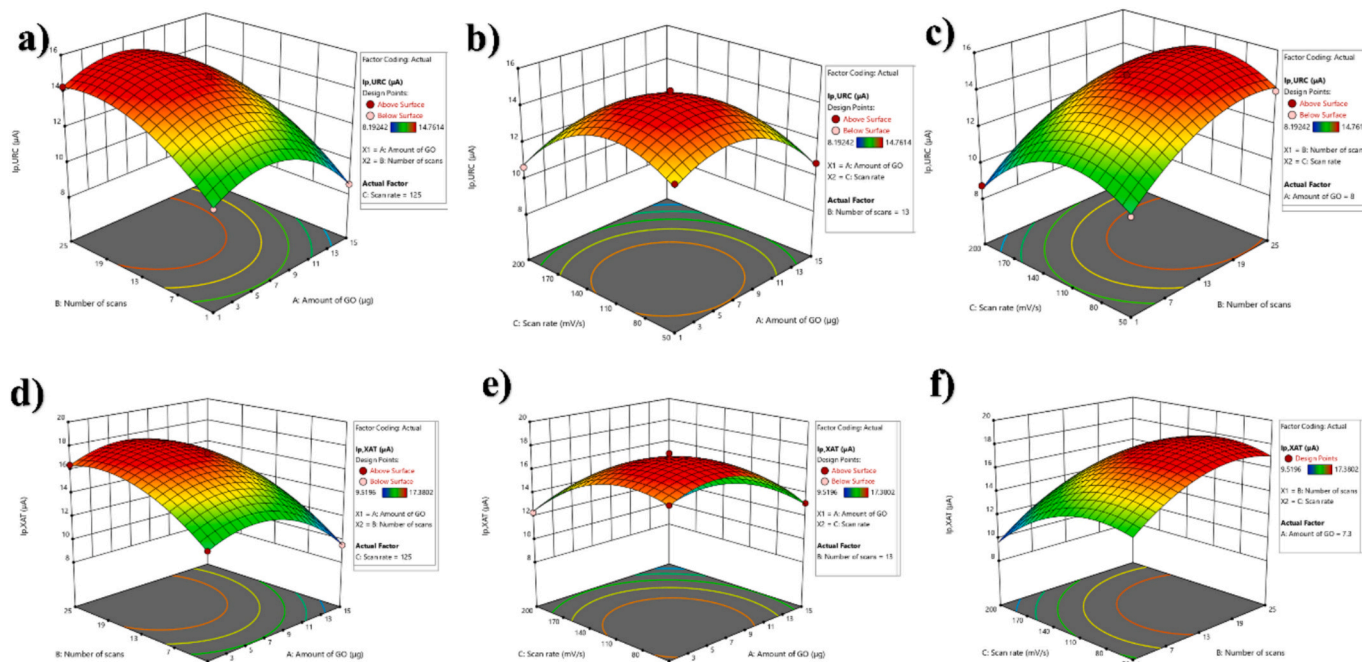 a)
16
14
12
10
8
Ip,URC (µA)
25
19
13
7
1
B: Number of scans
1
3
5
7
9
11
13
15
A: Amount of GO (µg)
Factor Coding: Actual
Ip,URC (µA)
Design Points:
Above Surface
Below Surface
8.19242 14.7614
X1 = A: Amount of GO
X2 = B: Number of scans
Actual Factor
C: Scan rate = 125
b)
16
14
12
10
8
Ip,URC (µA)
200
170
140
110
80
50
C: Scan rate (mV/s)
1
3
5
7
9
11
13
15
A: Amount of GO (µg)
Factor Coding: Actual
Ip,URC (µA)
Design Points:
Above Surface
Below Surface
8.19242 14.7614
X1 = A: Amount of GO
X2 = C: Scan rate
Actual Factor
B: Number of scans = 13
c)
16
14
12
10
8
Ip,URC (µA)
200
170
140
110
80
50
C: Scan rate (mV/s)
1
7
13
19
25
B: Number of scans
Factor Coding: Actual
Ip,URC (µA)
Design Points:
Above Surface
Below Surface
8.19242 14.7614
X1 = B: Number of scans
X2 = C: Scan rate
Actual Factor
A: Amount of GO = 8
d)
20
18
16
14
12
10
8
Ip,XAT (µA)
25
19
13
7
B: Number of scans
3
5
7
9
11
13
15
A: Amount of GO (µg)
Factor Coding: Actual
Ip,XAT (µA)
Design Points:
Above Surface
Below Surface
9.5196 17.3802
X1 = A: Amount of GO
X2 = B: Number of scans
Actual Factor
C: Scan rate = 125
e)
20
18
16
14
12
10
8
Ip,XAT (µA)
200
170
140
110
80
C: Scan rate (mV/s)
3
5
7
9
11
13
15
A: Amount of GO (µg)
Factor Coding: Actual
Ip,XAT (µA)
Design Points:
Above Surface
Below Surface
9.5196 17.3802
X1 = A: Amount of GO
X2 = C: Scan rate
Actual Factor
B: Number of scans = 13
f)
20
18
16
14
12
10
8
Ip,XAT (µA)
200
170
140
110
80
C: Scan rate (mV/s)
7
13
19
25
B: Number of scans
Factor Coding: Actual
Ip,XAT (µA)
Design Points
9.5196 17.3802
X1 = B: Number of scans
X2 = C: Scan rate
Actual Factor
A: Amount of GO = 7.3